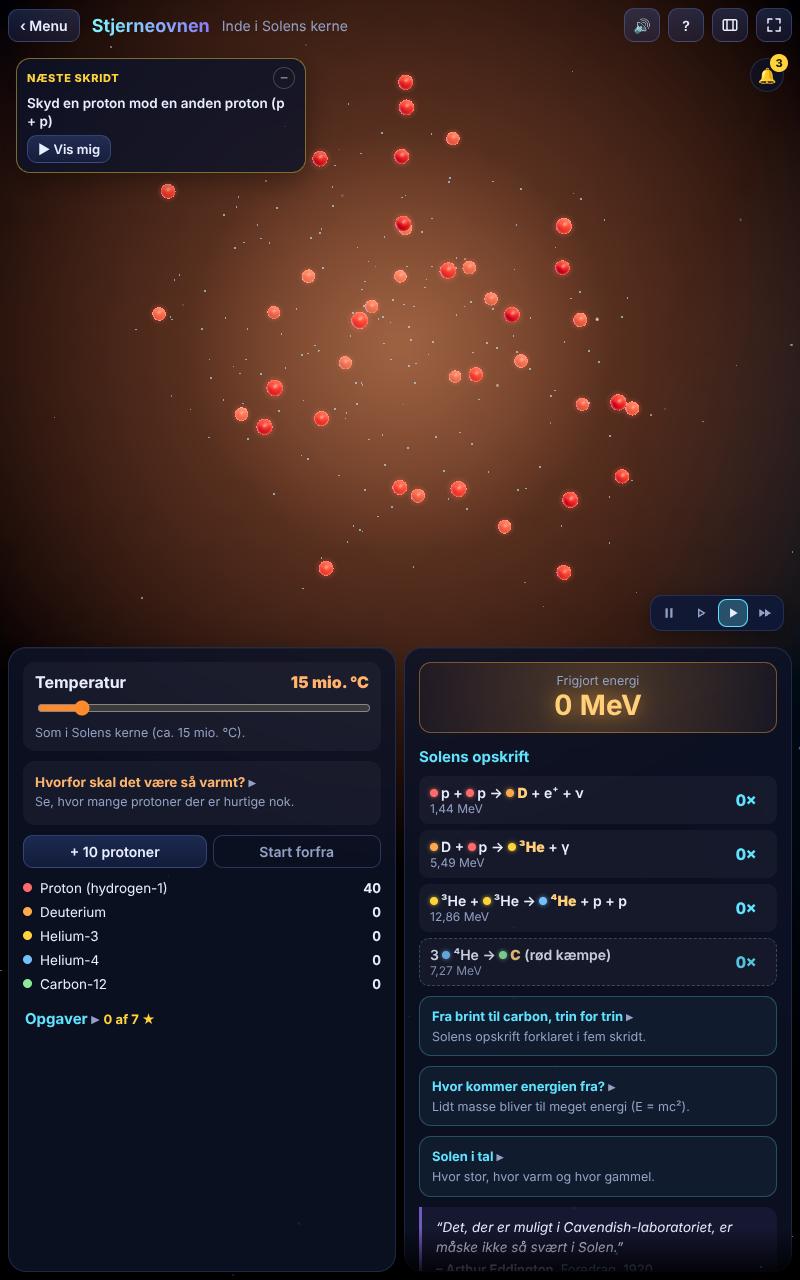 ‹ Menu
Stjerneovnen
Inde i Solens kerne
?
3
NÆSTE SKRIDT
Skyd en proton mod en anden proton (p
+ p)
▶ Vis mig
Temperatur
15 mio. °C
Som i Solens kerne (ca. 15 mio. °C).
Hvorfor skal det være så varmt? ▸
Se, hvor mange protoner der er hurtige nok.
+ 10 protoner
Start forfra
Proton (hydrogen-1) 40
Deuterium 0
Helium-3 0
Helium-4 0
Carbon-12 0
Opgaver ▸ 0 af 7 ★
Frigjort energi
0 MeV
Solens opskrift
p + p → D + e⁺ + ν
1,44 MeV
0×
D + p → ³He + γ
5,49 MeV
0×
³He + ³He → ⁴He + p + p
12,86 MeV
0×
3 ⁴He → C (rød kæmpe)
7,27 MeV
0×
Fra brint til carbon, trin for trin ▸
Solens opskrift forklaret i fem skridt.
Hvor kommer energien fra? ▸
Lidt masse bliver til meget energi (E = mc²).
Solen i tal ▸
Hvor stor, hvor varm og hvor gammel.
“Det, der er muligt i Cavendish-laboratoriet, er
måske ikke så svært i Solen.”
– Arthur Eddington, Foredrag, 1920